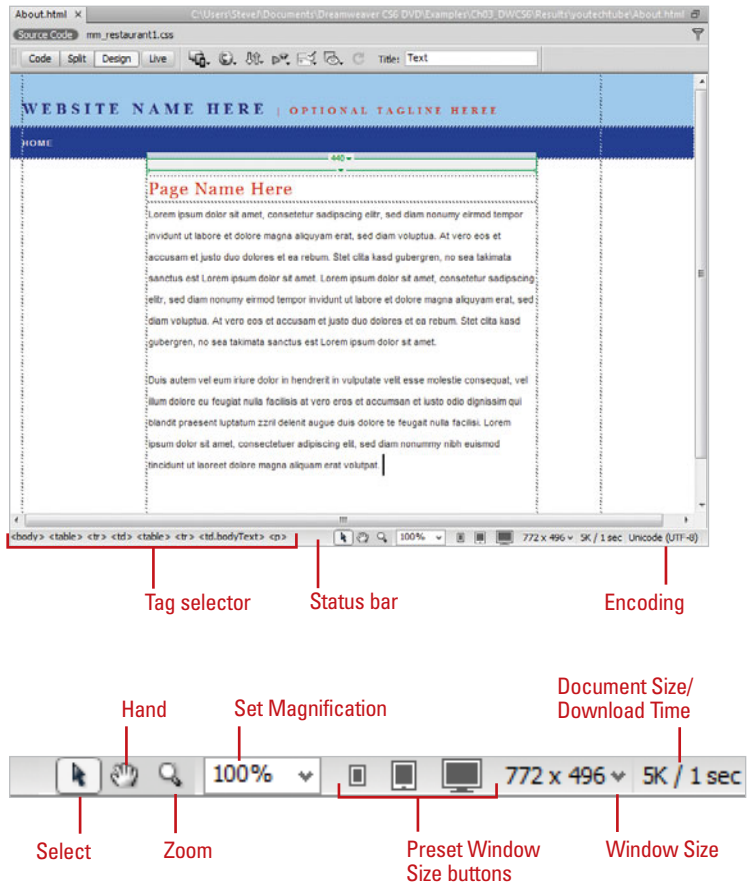 About.html ×
C:\Users\SteveJ\Documents\Dreamweaver CS6 DVD\Examples\Ch03_DWCS6\Results\youtechtube\About.html
Source Code mm_restaurant1.css
Code Split Design Live Title: Text
WEBSITE NAME HERE | OPTIONAL TAGLINE HEREE
HOME
440
Page Name Here
Lorem ipsum dolor sit amet, consetetur sadipscing elitr, sed diam nonumy eirmod tempor
invidunt ut labore et dolore magna aliquyam erat, sed diam voluptua. At vero eos et
accusam et justo duo dolores et ea rebum. Stet clita kasd gubergren, no sea takimata
sanctus est Lorem ipsum dolor sit amet. Lorem ipsum dolor sit amet, consetetur sadipscing
elitr, sed diam nonumy eirmod tempor invidunt ut labore et dolore magna aliquyam erat, sed
diam voluptua. At vero eos et accusam et justo duo dolores et ea rebum. Stet clita kasd
gubergren, no sea takimata sanctus est Lorem ipsum dolor sit amet.
Duis autem vel eum iriure dolor in hendrerit in vulputate velit esse molestie consequat, vel
illum dolore eu feugiat nulla facilisis at vero eros et accumsan et iusto odio dignissim qui
blandit praesent luptatum zzril delenit augue duis dolore te feugait nulla facilisi. Lorem
ipsum dolor sit amet, consectetuer adipiscing elit, sed diam nonummy nibh euismod
tincidunt ut laoreet dolore magna aliquam erat volutpat.
<body> <table> <tr> <td> <table> <tr> <td.bodyText> <p> 100% 772 x 496 5K / 1 sec Unicode (UTF-8)
Tag selector Status bar Encoding
Document Size/
Download Time
Hand Set Magnification
100% 772 x 496 5K / 1 sec
Select Zoom Preset Window
Size buttons Window Size